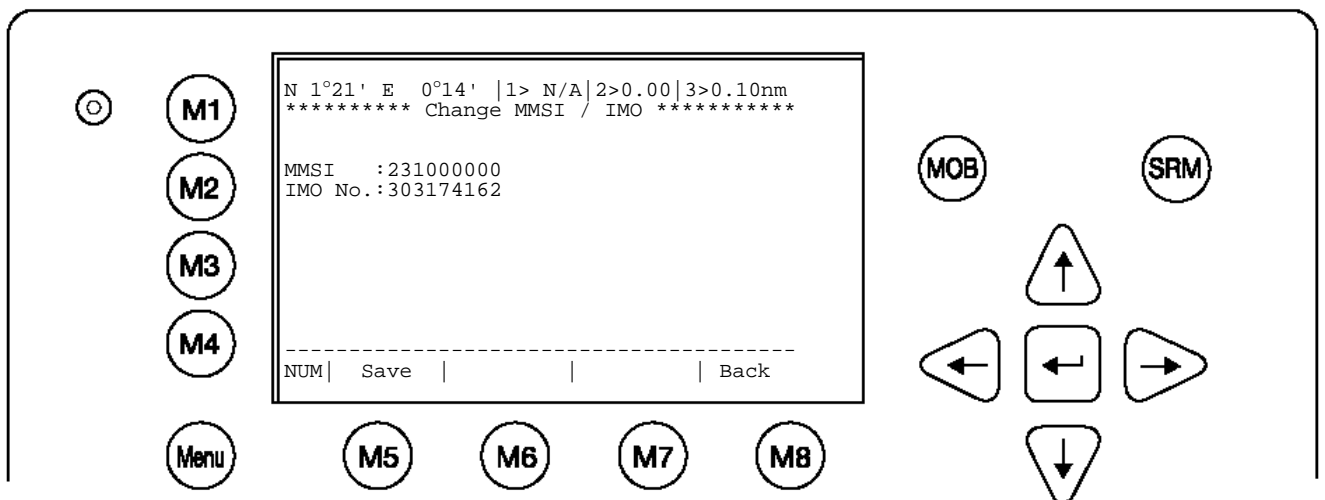 N 1°21' E  0°14' |1> N/A|2>0.00|3>0.10nm
********** Change MMSI / IMO ***********
MMSI   :231000000
IMO No.:303174162
----------------------------------------
NUM|  Save  |         |         | Back
M1
M2
M3
M4
Menu
M5
M6
M7
M8
MOB
SRM